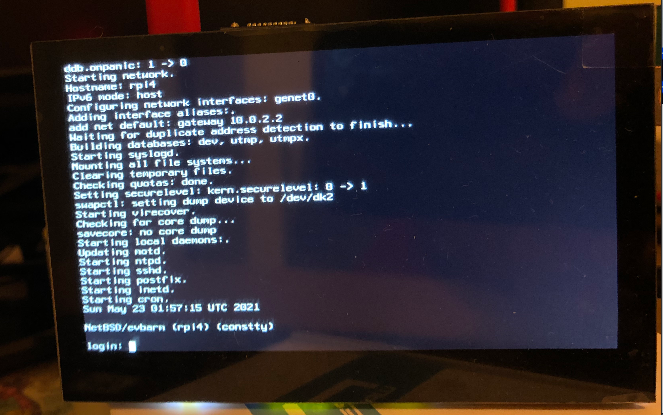 ddb.onpanic: 1 -> 0
Starting network.
Hostname: rpi4
IPv6 mode: host
Configuring network interfaces: genet0.
Adding interface aliases:.
add net default: gateway 10.0.2.2
Waiting for duplicate address detection to finish...
Building databases: dev, utmp, utmpx.
Starting syslogd.
Mounting all file systems...
Clearing temporary files.
Checking quotas: done.
Setting securelevel: kern.securelevel: 0 -> 1
swapctl: setting dump device to /dev/dk2
Starting virecover.
Checking for core dump...
savecore: no core dump
Starting local daemons:.
Updating motd.
Starting ntpd.
Starting sshd.
Starting postfix.
Starting inetd.
Starting cron.
Sun May 23 01:57:15 UTC 2021
NetBSD/evbarm (rpi4) (constty)
login: